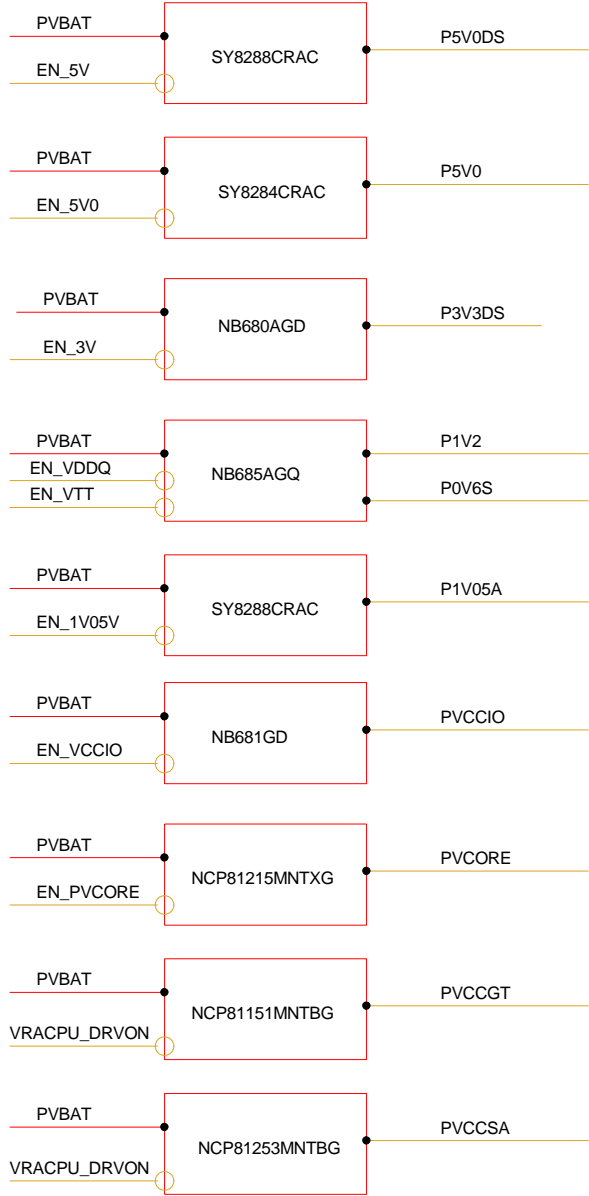 PVBAT
P5V0DS
SY8288CRAC
EN_5V
PVBAT
P5V0
SY8284CRAC
EN_5V0
PVBAT
P3V3DS
NB680AGD
EN_3V
PVBAT
P1V2
EN_VDDQ
NB685AGQ
EN_VTT
P0V6S
PVBAT
P1V05A
SY8288CRAC
EN_1V05V
PVBAT
PVCCIO
NB681GD
EN_VCCIO
PVBAT
PVCORE
NCP81215MNTXG
EN_PVCORE
PVBAT
PVCCGT
NCP81151MNTBG
VRACPU_DRVON
PVBAT
PVCCSA
NCP81253MNTBG
VRACPU_DRVON